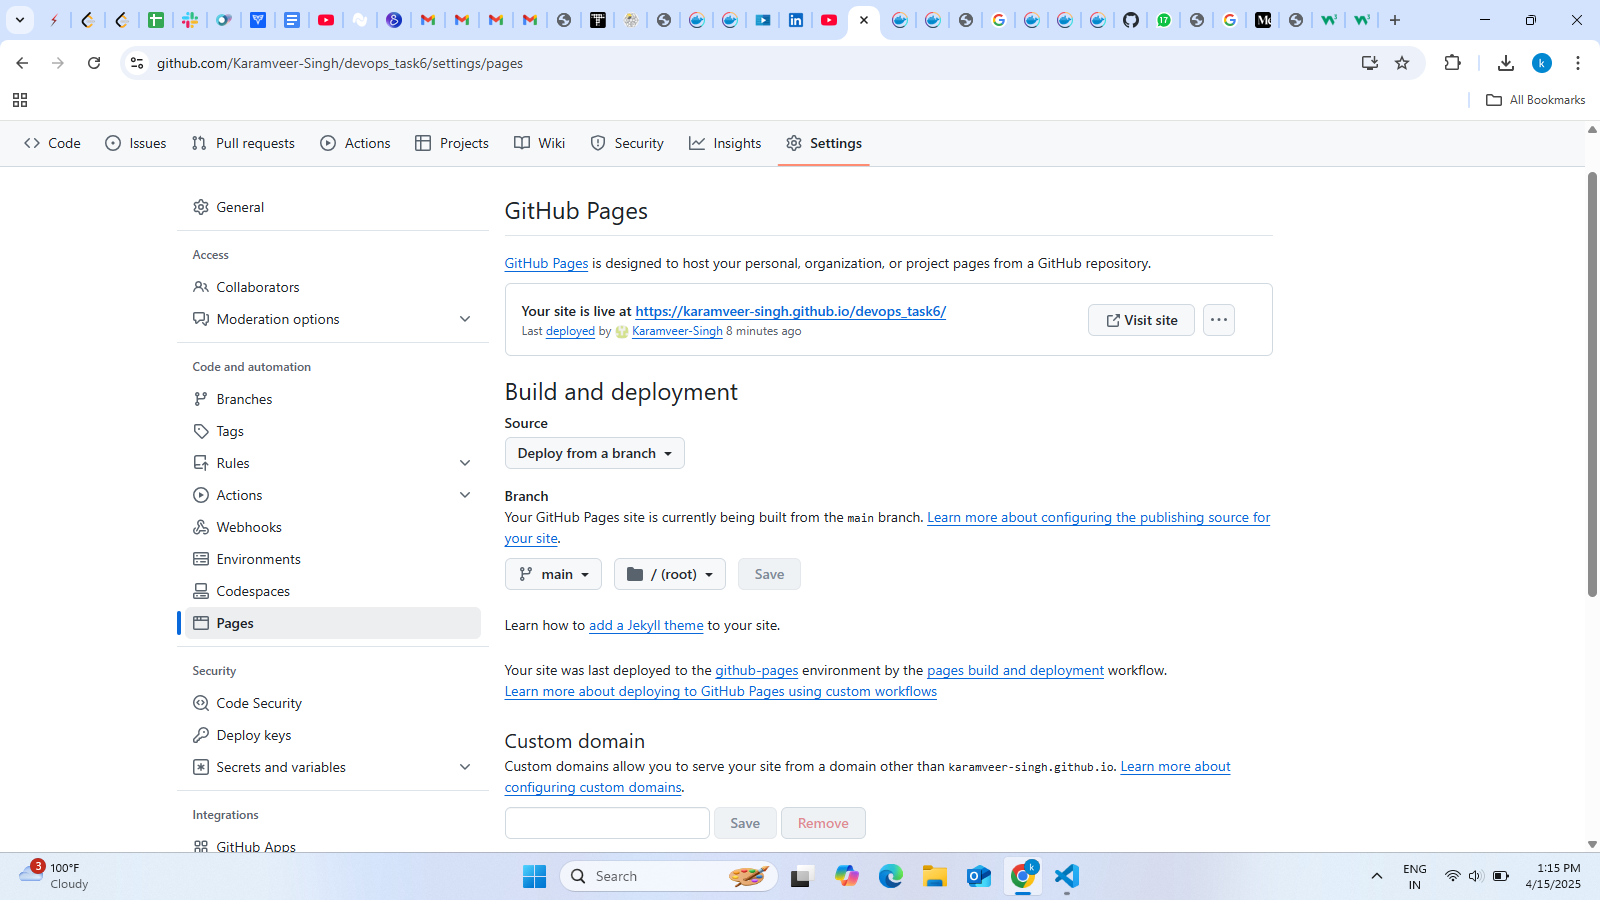 17
github.com/Karamveer-Singh/devops_task6/settings/pages
k
All Bookmarks
Code
Issues
Pull requests
Actions
Projects
Wiki
Security
Insights
Settings
General
Access
Collaborators
Moderation options
Code and automation
Branches
Tags
Rules
Actions
Webhooks
Environments
Codespaces
Pages
Security
Code Security
Deploy keys
Secrets and variables
Integrations
GitHub Apps
GitHub Pages
GitHub Pages is designed to host your personal, organization, or project pages from a GitHub repository.
Your site is live at https://karamveer-singh.github.io/devops_task6/
Last deployed by Karamveer-Singh 8 minutes ago
Visit site
Build and deployment
Source
Deploy from a branch
Branch
Your GitHub Pages site is currently being built from the main branch. Learn more about configuring the publishing source for
your site.
main
/ (root)
Save
Learn how to add a Jekyll theme to your site.
Your site was last deployed to the github-pages environment by the pages build and deployment workflow.
Learn more about deploying to GitHub Pages using custom workflows
Custom domain
Custom domains allow you to serve your site from a domain other than karamveer-singh.github.io. Learn more about
configuring custom domains.
Save
Remove
3
100°F
Cloudy
Search
k
ENG
IN
1:15 PM
4/15/2025